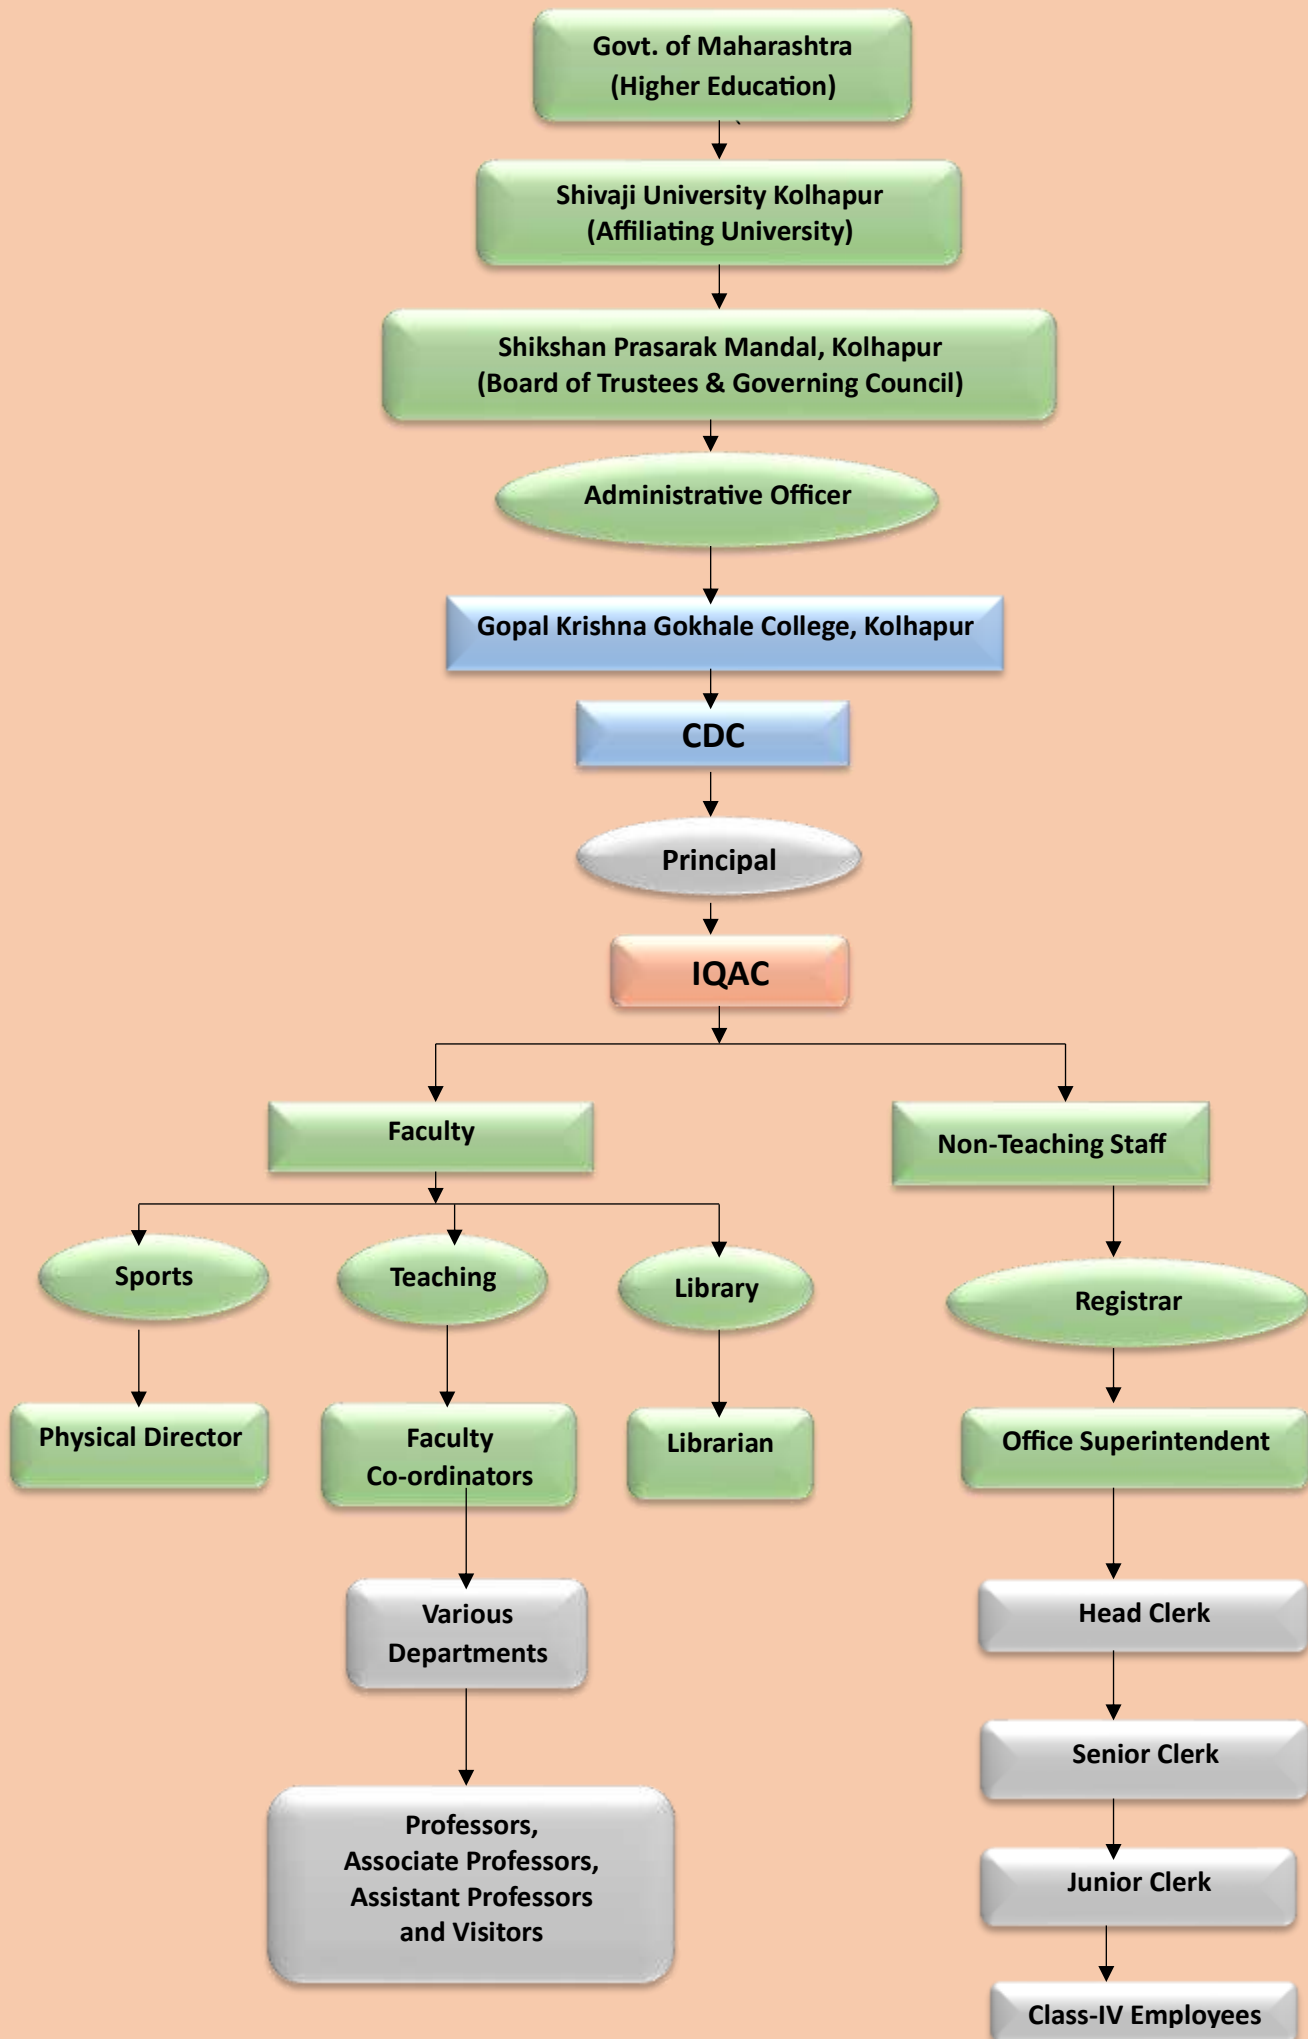 Govt. of Maharashtra
(Higher Education)
Shivaji University Kolhapur
(Affiliating University)
Shikshan Prasarak Mandal, Kolhapur
(Board of Trustees & Governing Council)
Administrative Officer
Gopal Krishna Gokhale College, Kolhapur
CDC
Principal
IQAC
Faculty
Non-Teaching Staff
Sports
Teaching
Library
Registrar
Physical Director
Faculty
Co-ordinators
Librarian
Office Superintendent
Various
Departments
Head Clerk
Senior Clerk
Professors,
Associate Professors,
Assistant Professors
and Visitors
Junior Clerk
Class-IV Employees